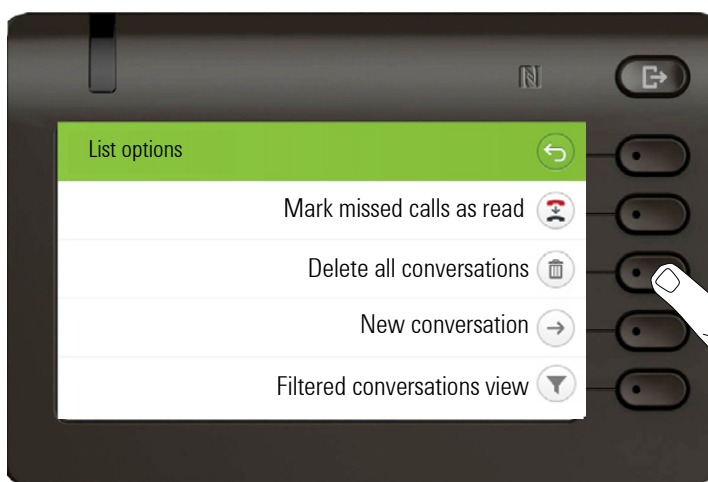 List options
Mark missed calls as read
Delete all conversations
New conversation
Filtered conversations view